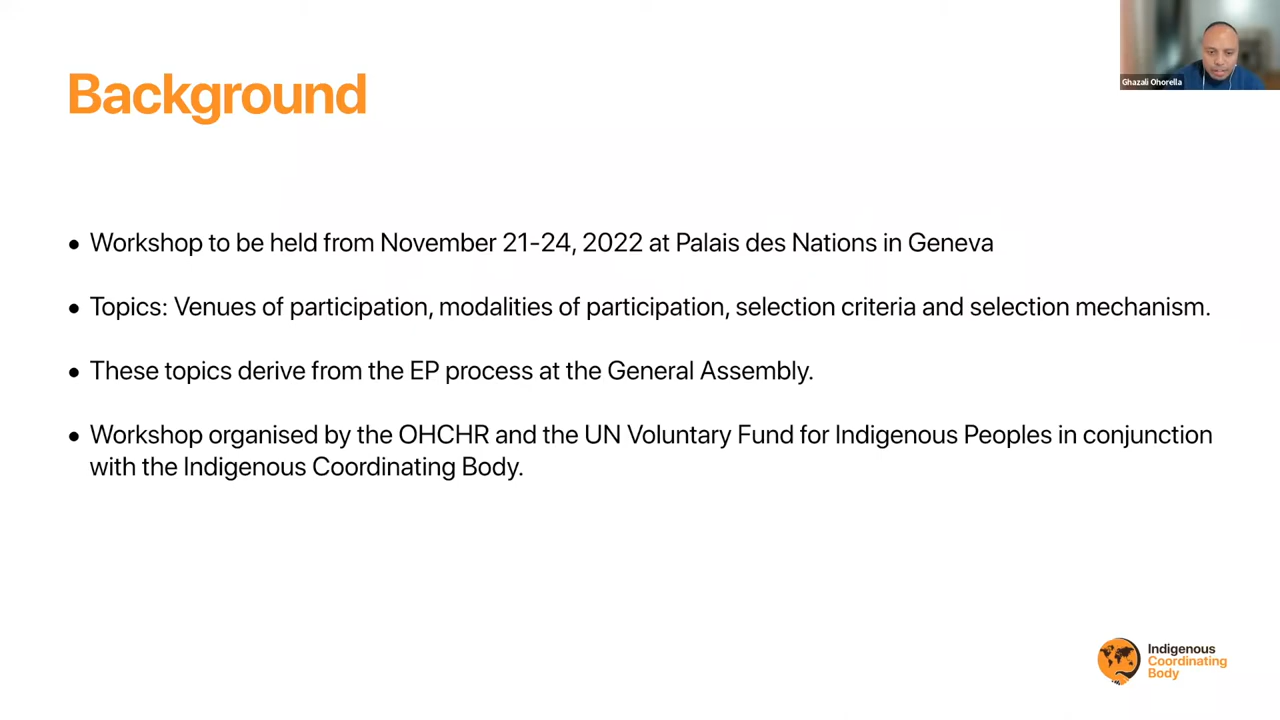 Background
Ghazali Ohorella
• Workshop to be held from November 21-24, 2022 at Palais des Nations in Geneva
• Topics: Venues of participation, modalities of participation, selection criteria and selection mechanism.
• These topics derive from the EP process at the General Assembly.
• Workshop organised by the OHCHR and the UN Voluntary Fund for Indigenous Peoples in conjunction
with the Indigenous Coordinating Body.
Indigenous
Coordinating
Body